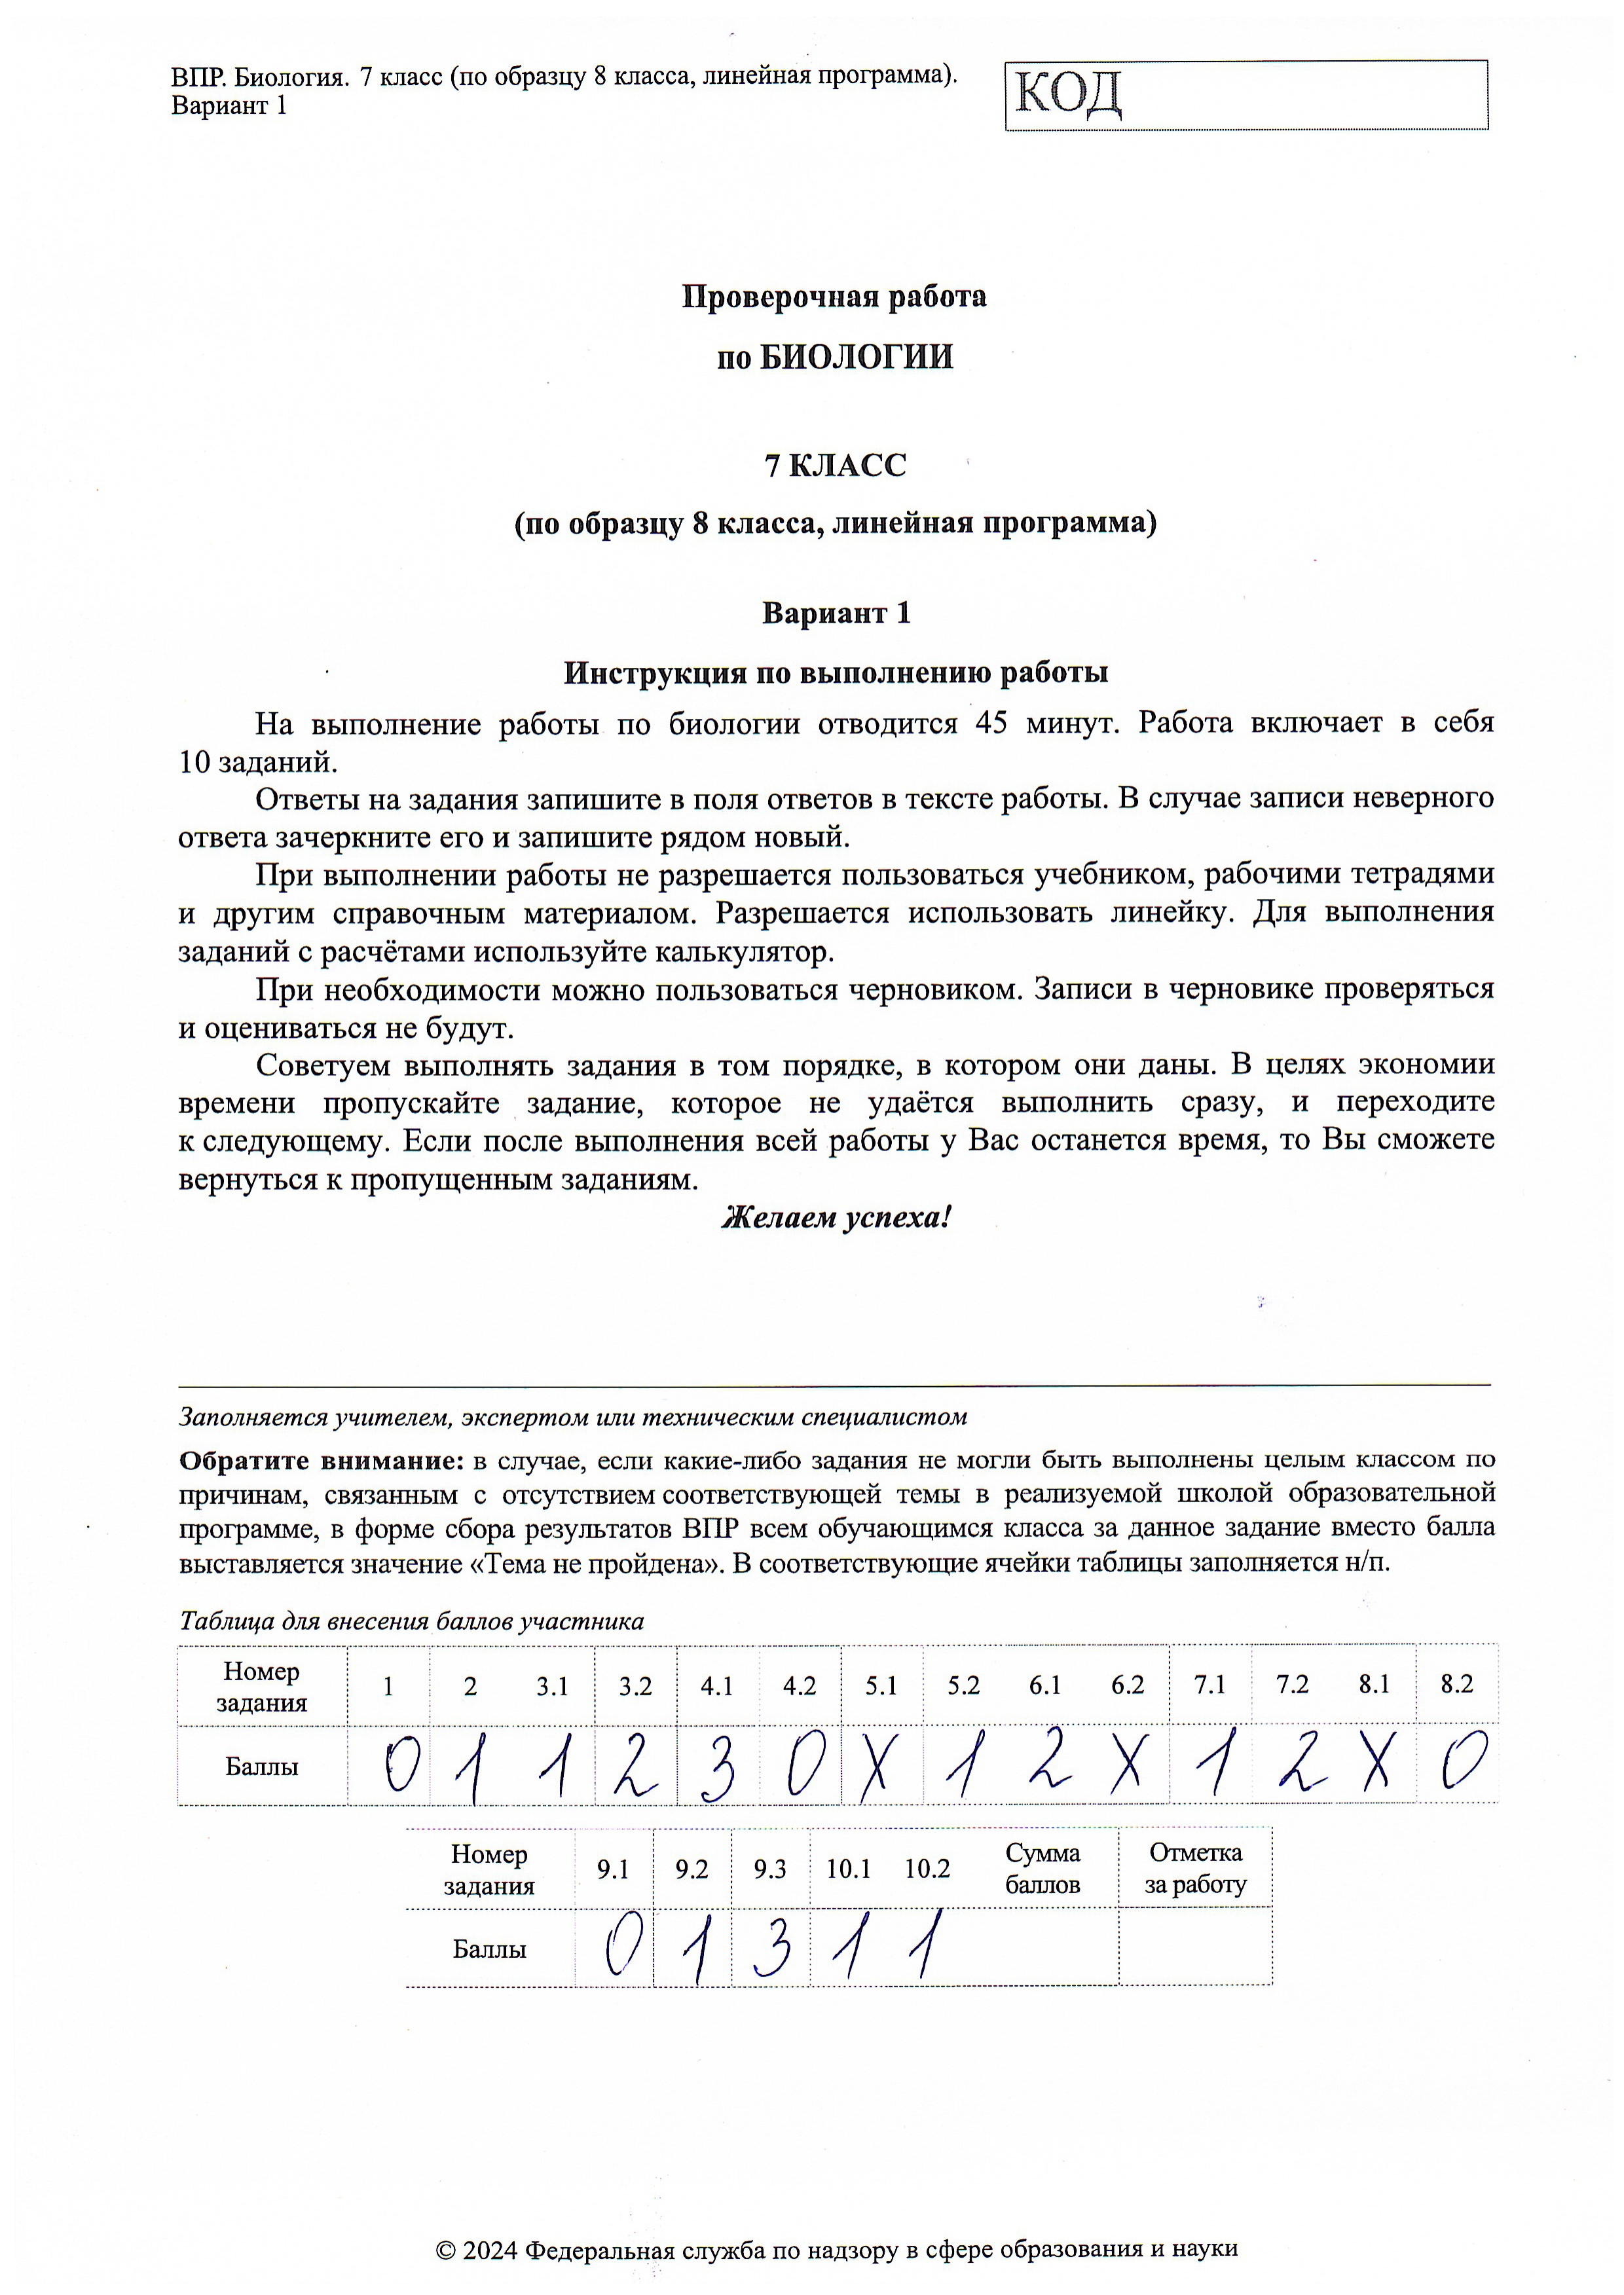 ВПР. Биология. 7 класс (по образцу 8 класса, линейная программа).
Вариант 1
КОД
Проверочная работа
по БИОЛОГИИ
7 КЛАСС
(по образцу 8 класса, линейная программа)
Вариант 1
Инструкция по выполнению работы
На выполнение работы по биологии отводится 45 минут. Работа включает в себя
10 заданий.
Ответы на задания запишите в поля ответов в тексте работы. В случае записи неверного
ответа зачеркните его и запишите рядом новый.
При выполнении работы не разрешается пользоваться учебником, рабочими тетрадями
и другим справочным материалом. Разрешается использовать линейку. Для выполнения
заданий с расчётами используйте калькулятор.
При необходимости можно пользоваться черновиком. Записи в черновике проверяться
и оцениваться не будут.
Советуем выполнять задания в том порядке, в котором они даны. В целях экономии
времени пропускайте задание, которое не удаётся выполнить сразу, и переходите
к следующему. Если после выполнения всей работы у Вас останется время, то Вы сможете
вернуться к пропущенным заданиям.
Желаем успеха!
Заполняется учителем, экспертом или техническим специалистом
Обратите внимание: в случае, если какие-либо задания не могли быть выполнены целым классом по
причинам, связанным с отсутствием соответствующей темы в реализуемой школой образовательной
программе, в форме сбора результатов ВПР всем обучающимся класса за данное задание вместо балла
выставляется значение «Тема не пройдена». В соответствующие ячейки таблицы заполняется н/п.
Таблица для внесения баллов участника
Номер задания 1 2 3.1 3.2 4.1 4.2 5.1 5.2 6.1 6.2 7.1 7.2 8.1 8.2
Баллы 0 1 1 2 3 0 X 1 2 X 1 2 X 0
Номер задания 9.1 9.2 9.3 10.1 10.2 Сумма баллов Отметка за работу
Баллы 0 1 3 1 1
© 2024 Федеральная служба по надзору в сфере образования и науки